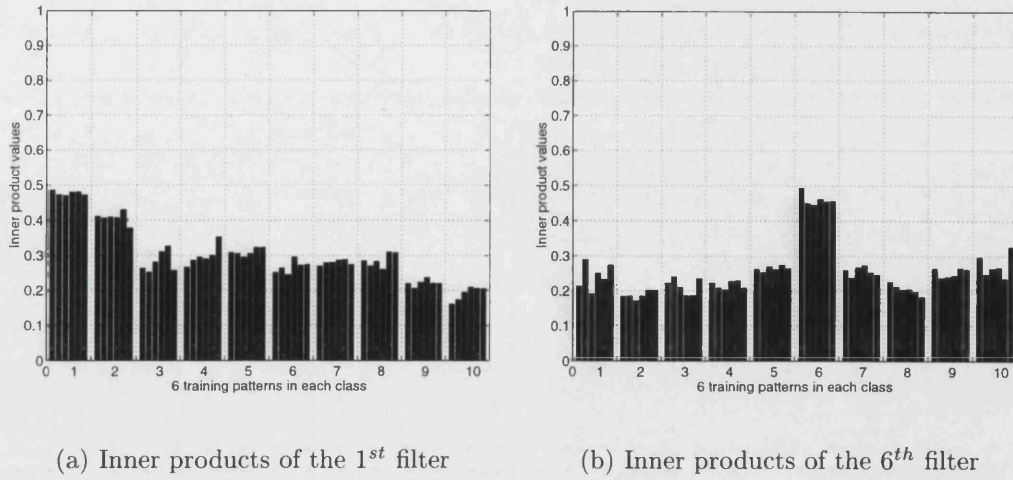 1
0.9
0.8
0.7
0.6
0.5
0.4
0.3
0.2
0.1
0
Inner product values
0 1 2 3 4 5 6 7 8 9 10
6 training patterns in each class
(a) Inner products of the 1st filter
1
0.9
0.8
0.7
0.6
0.5
0.4
0.3
0.2
0.1
0
Inner product values
0 1 2 3 4 5 6 7 8 9 10
6 training patterns in each class
(b) Inner products of the 6th filter